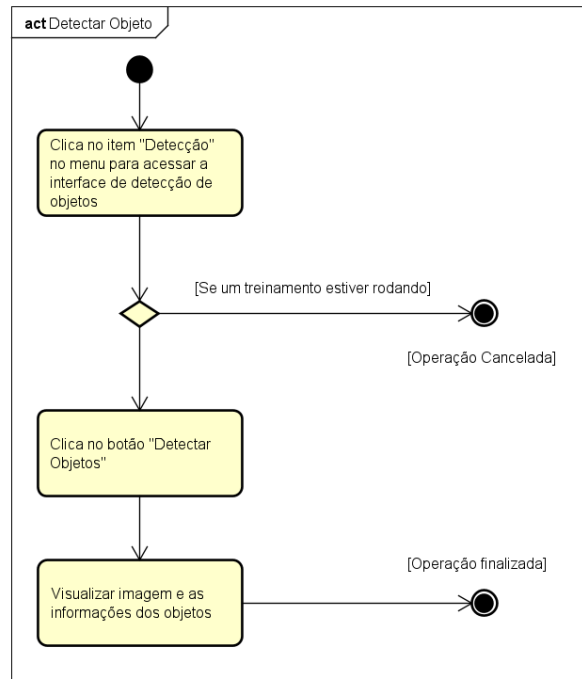 act Detectar Objeto
Clica no item "Detecção"
no menu para acessar a
interface de detecção de
objetos
[Se um treinamento estiver rodando]
[Operação Cancelada]
Clica no botão "Detectar
Objetos"
[Operação finalizada]
Visualizar imagem e as
informações dos objetos